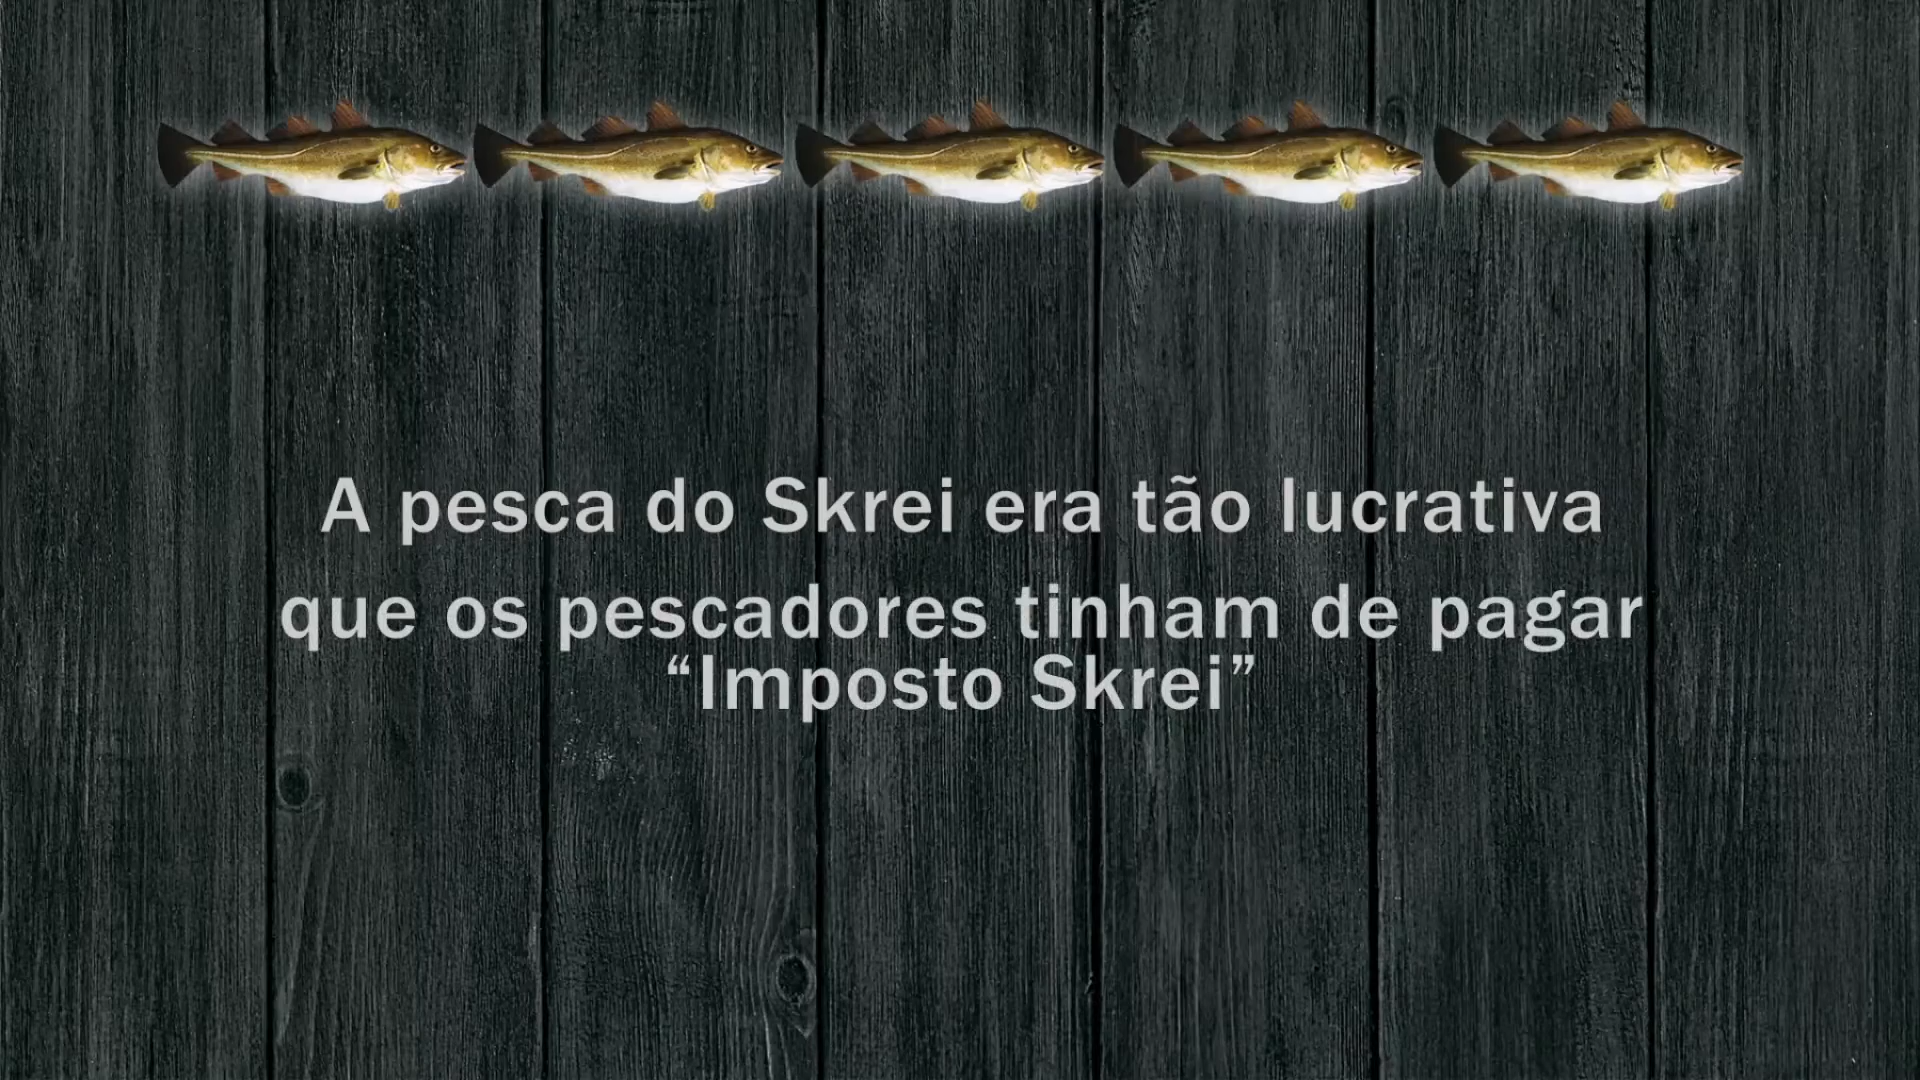 A pesca do Skrei era tão lucrativa
que os pescadores tinham de pagar
“Imposto Skrei”